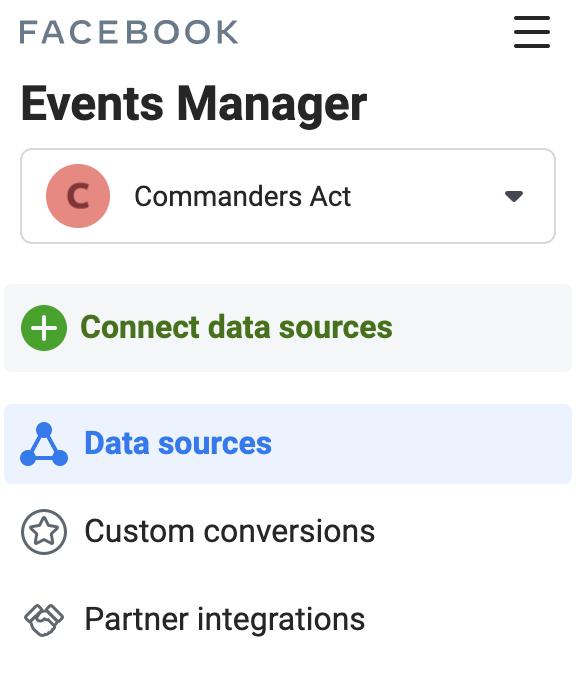 FACEBOOK
Events Manager
C Commanders Act
Connect data sources
Data sources
Custom conversions
Partner integrations